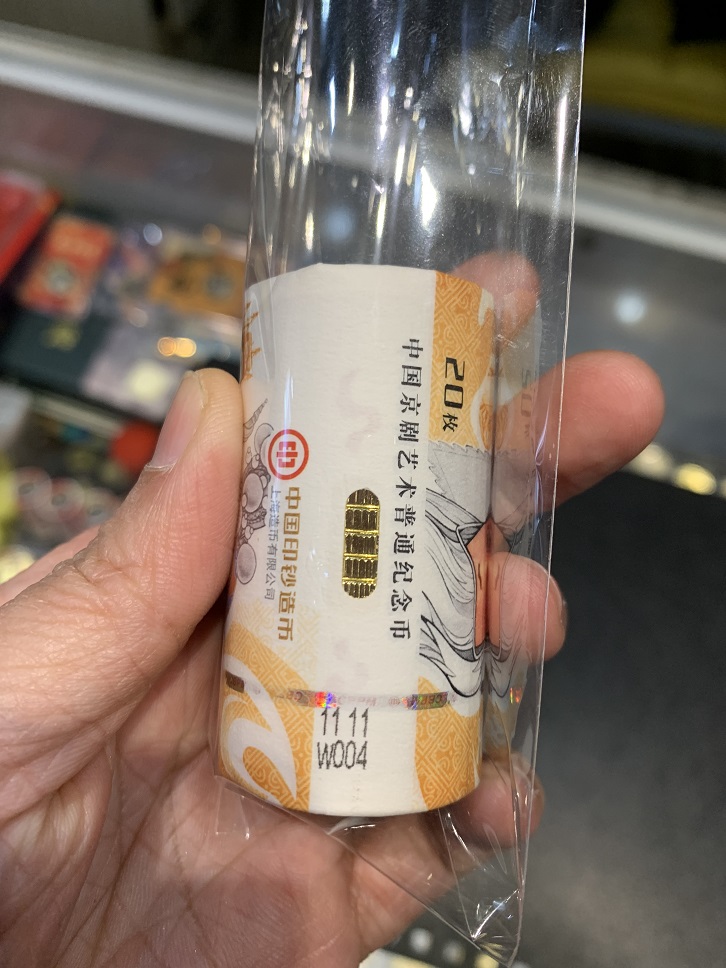 20枚
中国京剧艺术普通纪念币
中国印钞造币
上海造币有限公司
11 11
W004